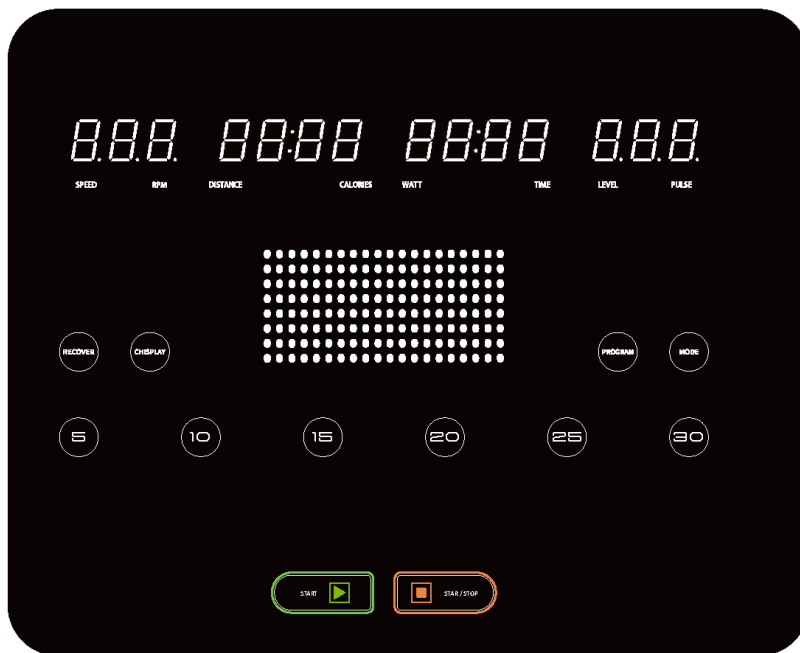 8.8.8. 88:88 88:88 8.8.8.
SPEED RPM DISTANCE CALORIES WATT TIME LEVEL PULSE
RECOVER CHISPLAY PROGRAM MODE
5 10 15 20 25 30
START STAR / STOP